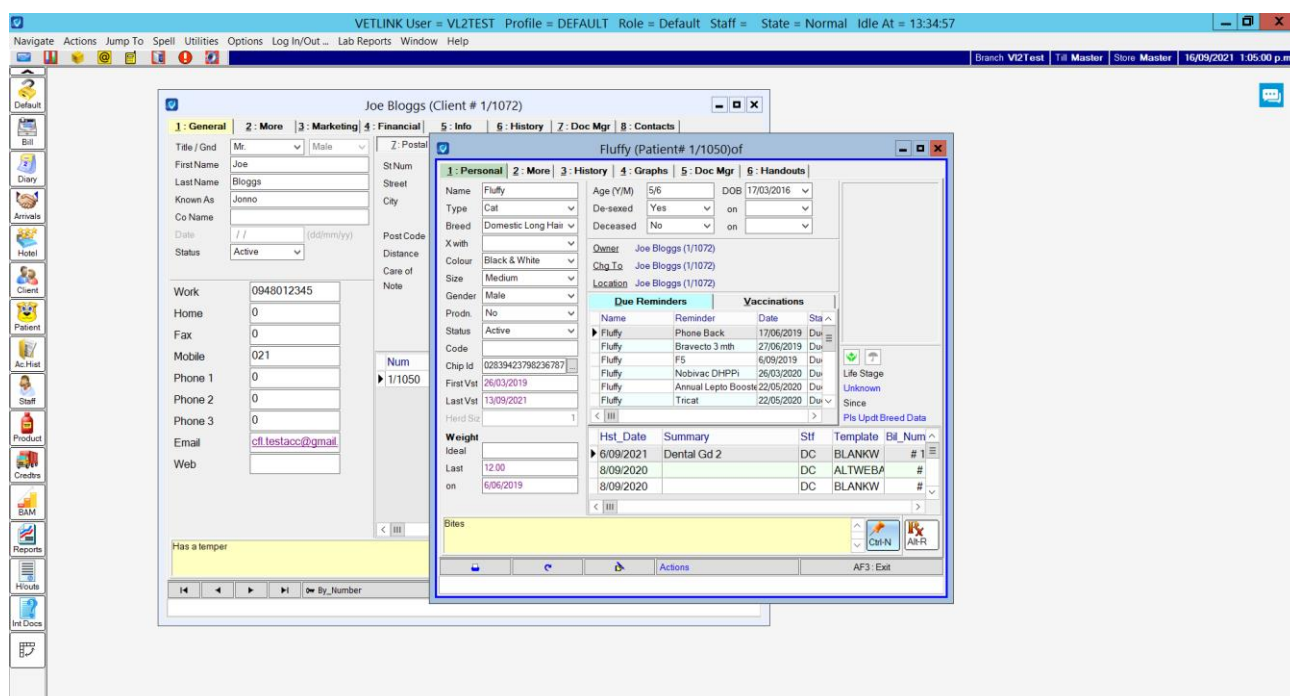 VETLINK User = VL2TEST Profile = DEFAULT Role = Default Staff = State = Normal Idle At = 13:34:57
Navigate Actions Jump To Spell Utilities Options Log In/Out ... Lab Reports Window Help
Branch Vl2Test Till Master Store Master 16/09/2021 1:05:00 p.m
Default
Bill
Diary
Arrivals
Hotel
Client
Patient
Ac.Hist
Staff
Product
Credtrs
BAM
Reports
H/outs
Int Docs
Joe Bloggs (Client # 1/1072)
1 : General 2 : More 3 : Marketing 4 : Financial 5 : Info 6 : History 7 : Doc Mgr 8 : Contacts
Title / Gnd Mr. Male
FirstName Joe
LastName Bloggs
Known As Jonno
Co Name
Date / / (dd/mm/yy)
Status Active
Work 0948012345
Home 0
Fax 0
Mobile 021
Phone 1 0
Phone 2 0
Phone 3 0
Email cfl.testacc@gmail.
Web
7: Postal
StNum
Street
City
PostCode
Distance
Care of
Note
Num
1/1050
Has a temper
By_Number
Fluffy (Patient# 1/1050)of
1 : Personal 2 : More 3 : History 4 : Graphs 5 : Doc Mgr 6 : Handouts
Name Fluffy
Type Cat
Breed Domestic Long Hair
X with
Colour Black & White
Size Medium
Gender Male
Prodn. No
Status Active
Code
Chip Id 02839423798236787 ...
First Vst 26/03/2019
Last Vst 13/09/2021
Herd Siz 1
Weight
Ideal
Last 12.00
on 6/06/2019
Age (Y/M) 5/6 DOB 17/03/2016
De-sexed Yes on
Deceased No on
Owner Joe Bloggs (1/1072)
Chg To Joe Bloggs (1/1072)
Location Joe Bloggs (1/1072)
Due Reminders Vaccinations
Name Reminder Date Sta
Fluffy Phone Back 17/06/2019 Du
Fluffy Bravecto 3 mth 27/06/2019 Du
Fluffy F5 6/09/2019 Du
Fluffy Nobivac DHPPi 26/03/2020 Du
Fluffy Annual Lepto Booste 22/05/2020 Du
Fluffy Tricat 22/05/2020 Du
Life Stage
Unknown
Since
Pls Updt Breed Data
Hst_Date Summary Stf Template Bil_Num
6/09/2021 Dental Gd 2 DC BLANKW # 1
8/09/2020 DC ALTWEBA #
8/09/2020 DC BLANKW #
Bites
Ctrl-N Rx Alt-R
Actions AF3 : Exit